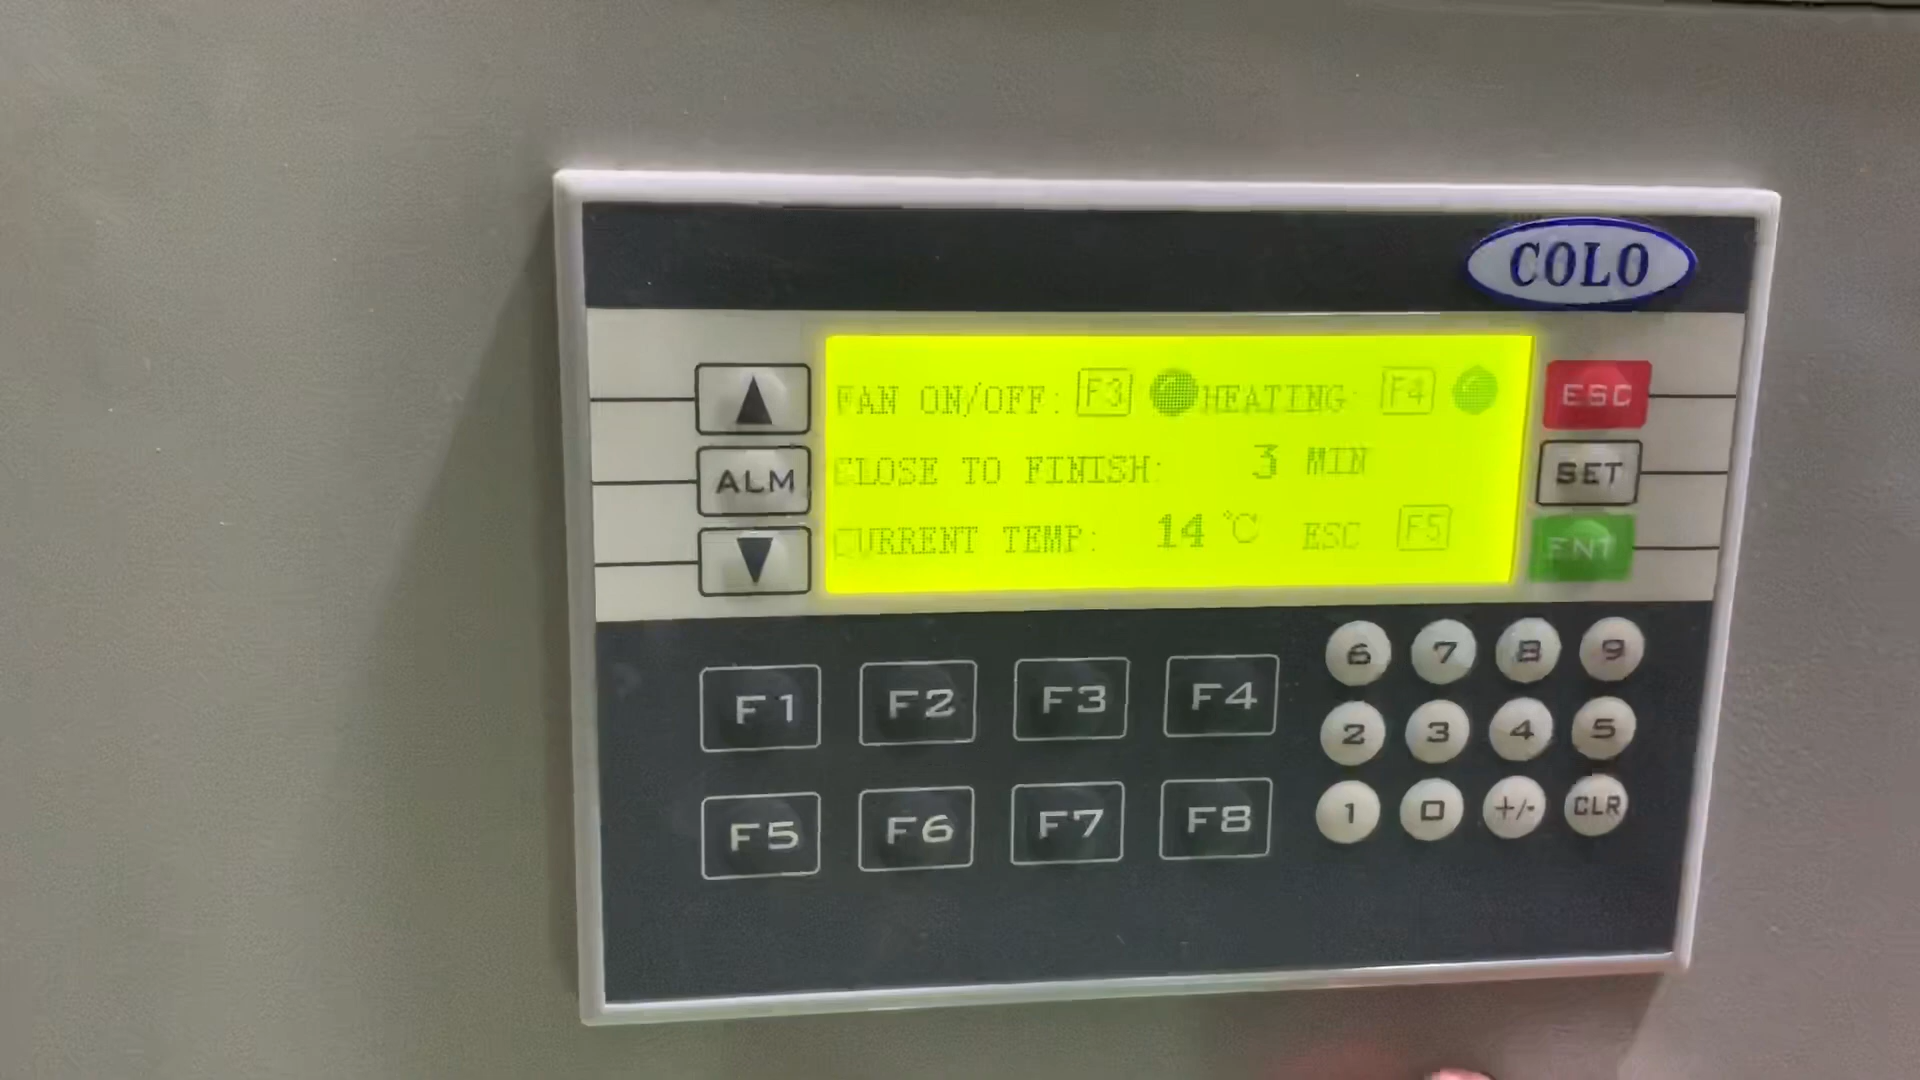 COLO
FAN ON/OFF: F3 HEATING: F4
CLOSE TO FINISH: 3 MIN
CURRENT TEMP: 14 ℃ ESC F5
ALM
ESC
SET
ENT
F1 F2 F3 F4
F5 F6 F7 F8
6 7 8 9
2 3 4 5
1 0 +/- CLR